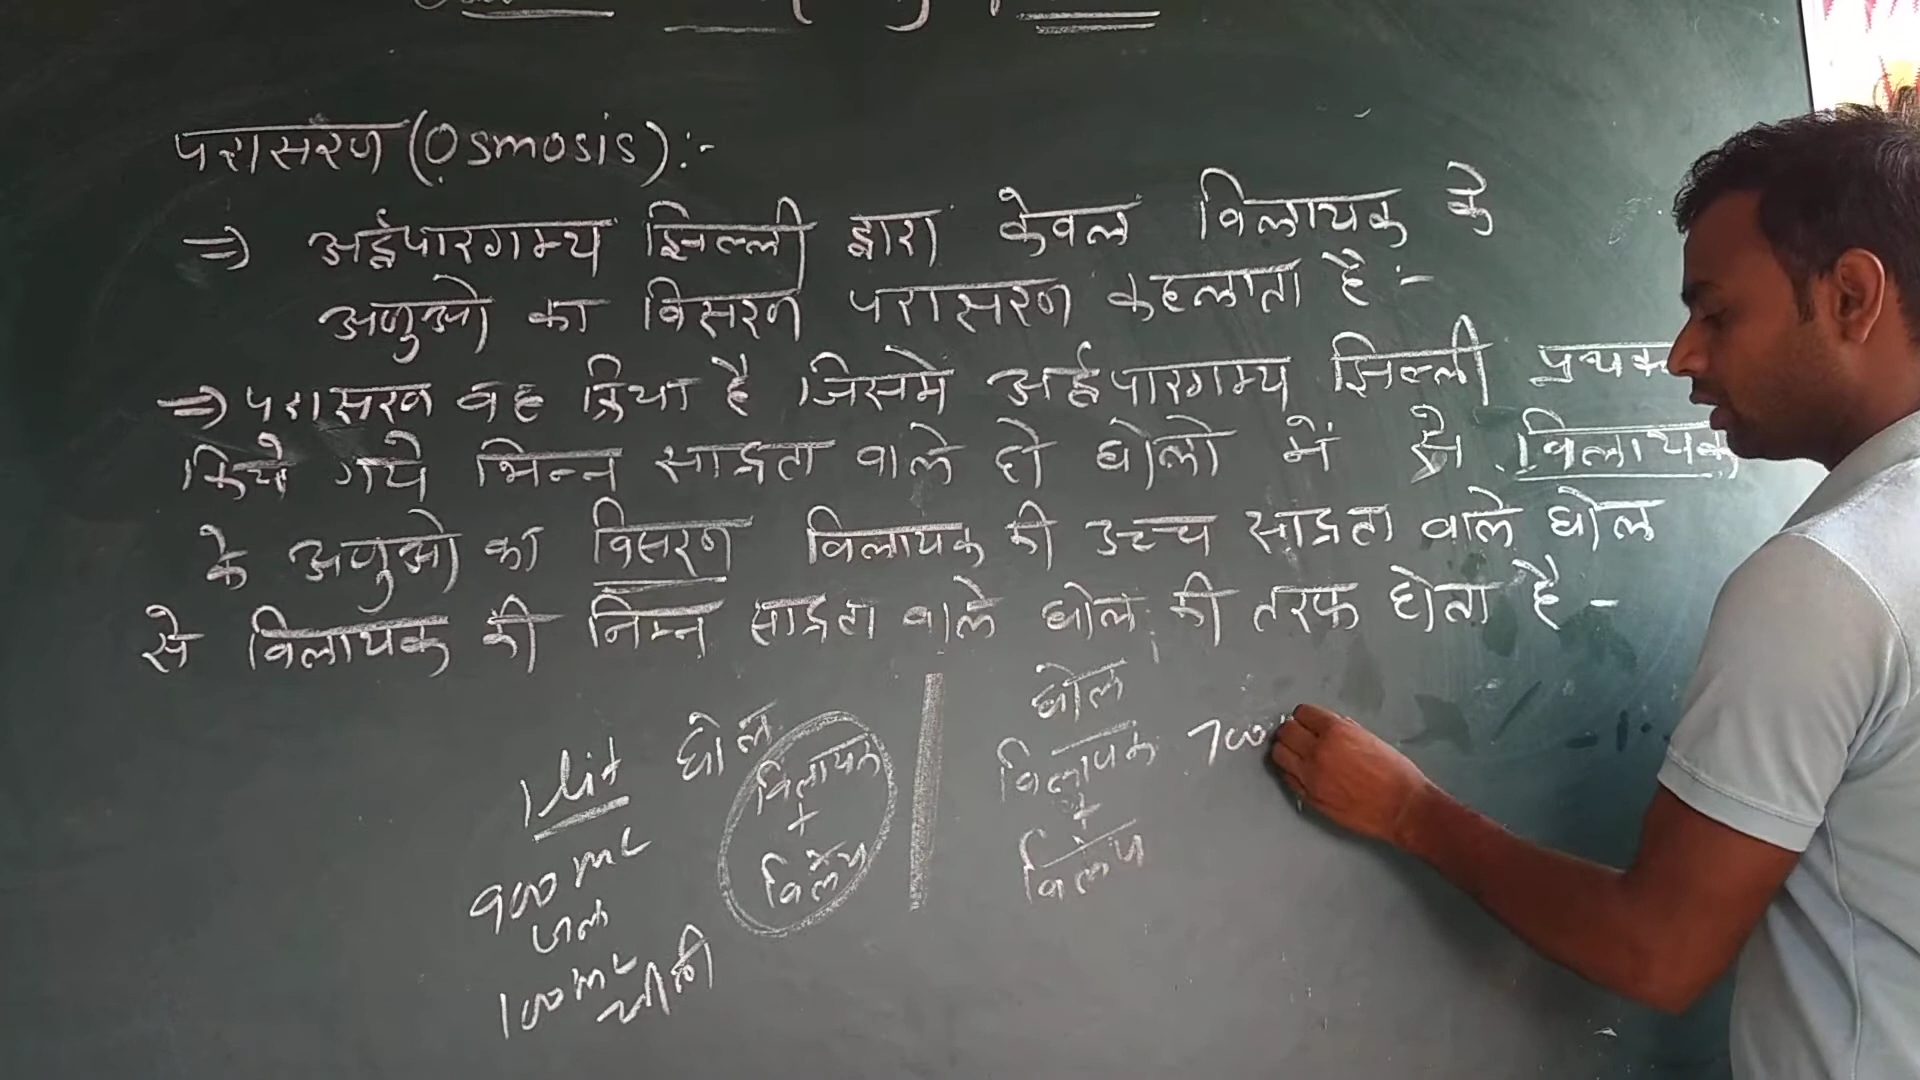 परासरण (Osmosis) :-
⇒ अर्द्धपारगम्य झिल्ली द्वारा केवल विलायक के
अणुओ का विसरण परासरण कहलाता है :-
⇒ परासरण वह क्रिया है जिसमे अर्द्धपारगम्य झिल्ली प्रथक
किये गये भिन्न सान्द्रता वाले दो घोलो में से विलायक
के अणुओ का विसरण विलायक की उच्च सान्द्रता वाले घोल
से विलायक की निम्न सान्द्रता वाले घोल की तरफ होता है -
1 lit घोल
विलायक
+
विलेय
900 mL
जल
100 mL
चीनी
घोल
विलायक 700
+
विलेय